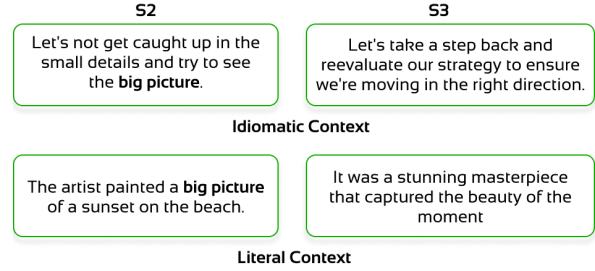 S2
S3
Let's not get caught up in the
small details and try to see
the big picture.
Let's take a step back and
reevaluate our strategy to ensure
we're moving in the right direction.
Idiomatic Context
The artist painted a big picture
of a sunset on the beach.
It was a stunning masterpiece
that captured the beauty of the
moment
Literal Context